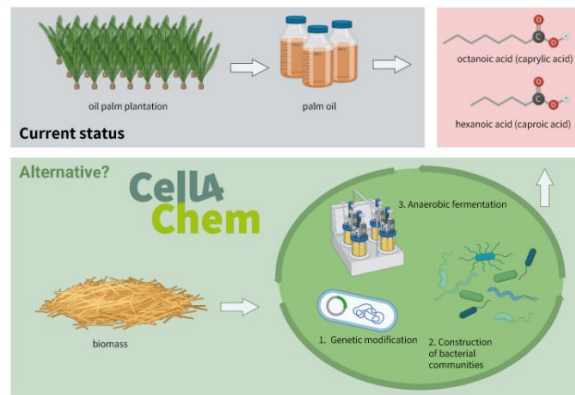 oil palm plantation
palm oil
Current status
O
C
O
H
octanoic acid (caprylic acid)
O
C
O
H
hexanoic acid (caproic acid)
Alternative?
Cell4
Chem
biomass
3. Anaerobic fermentation
1. Genetic modification
2. Construction
of bacterial
communities